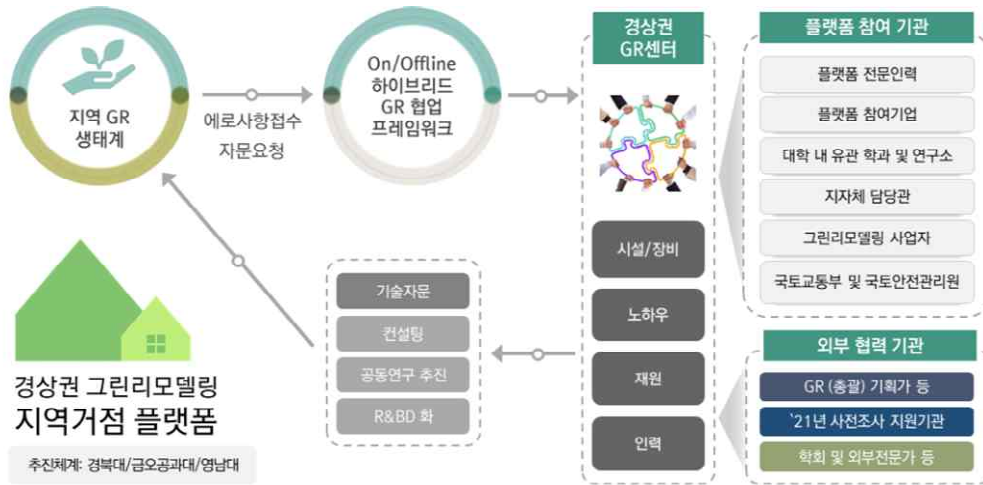 지역 GR
생태계
에로사항접수
자문요청
On/Offline
하이브리드
GR 협업
프레임워크
경상권
GR센터
시설/장비
노하우
재원
인력
플랫폼 참여 기관
플랫폼 전문인력
플랫폼 참여기업
대학 내 유관 학과 및 연구소
지자체 담당관
그린리모델링 사업자
국토교통부 및 국토안전관리원
외부 협력 기관
GR (총괄) 기획가 등
'21년 사전조사 지원기관
학회 및 외부전문가 등
기술자문
컨설팅
공동연구 추진
R&BD 화
경상권 그린리모델링
지역거점 플랫폼
추진체계: 경북대/금오공과대/영남대